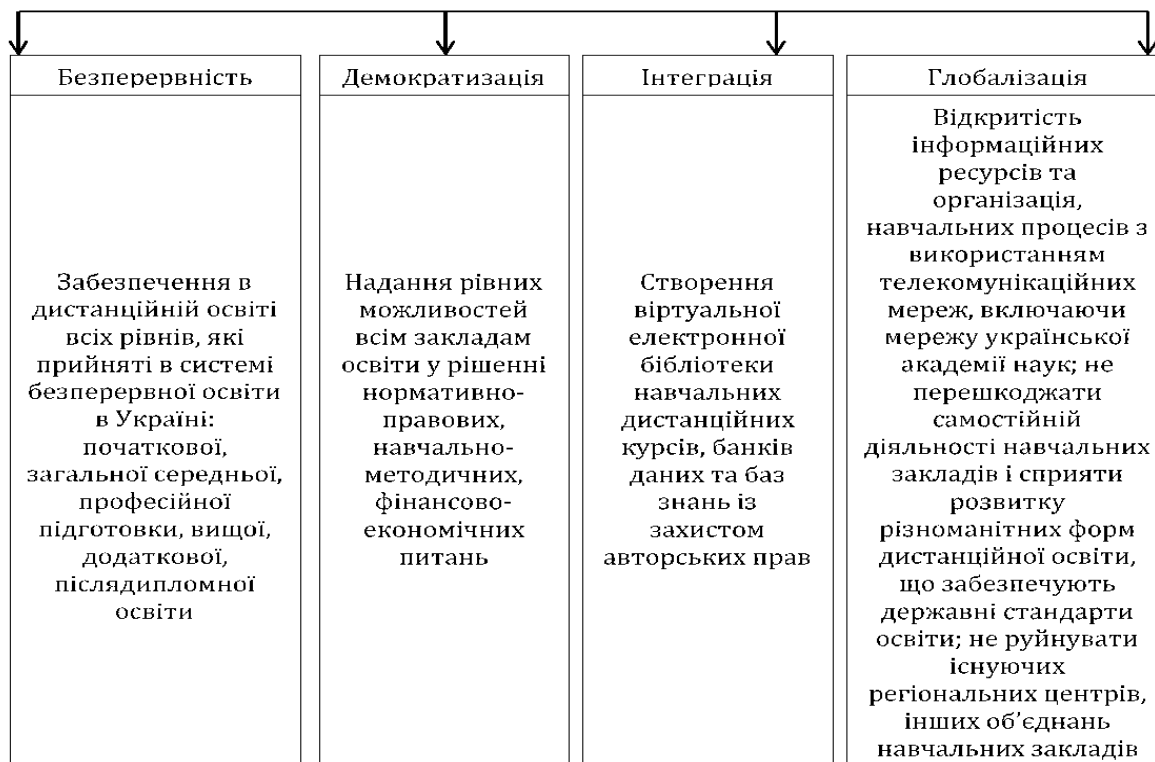 Безперервність
Забезпечення в
дистанційній освіті
всіх рівнів, які
прийняті в системі
безперервної освіти
в Україні:
початкової,
загальної середньої,
професійної
підготовки, вищої,
додаткової,
післядипломної
освіти
Демократизація
Надання рівних
можливостей
всім закладам
освіти у рішенні
нормативно-
правових,
навчально-
методичних,
фінансово-
економічних
питань
Інтеграція
Створення
віртуальної
електронної
бібліотеки
навчальних
дистанційних
курсів, банків
даних та баз
знань із
захистом
авторських прав
Глобалізація
Відкритість
інформаційних
ресурсів та
організація,
навчальних процесів з
використанням
телекомунікаційних
мереж, включаючи
мережу української
академії наук; не
перешкоджати
самостійній
діяльності навчальних
закладів і сприяти
розвитку
різноманітних форм
дистанційної освіти,
що забезпечують
державні стандарти
освіти; не руйнувати
існуючих
регіональних центрів,
інших об’єднань
навчальних закладів